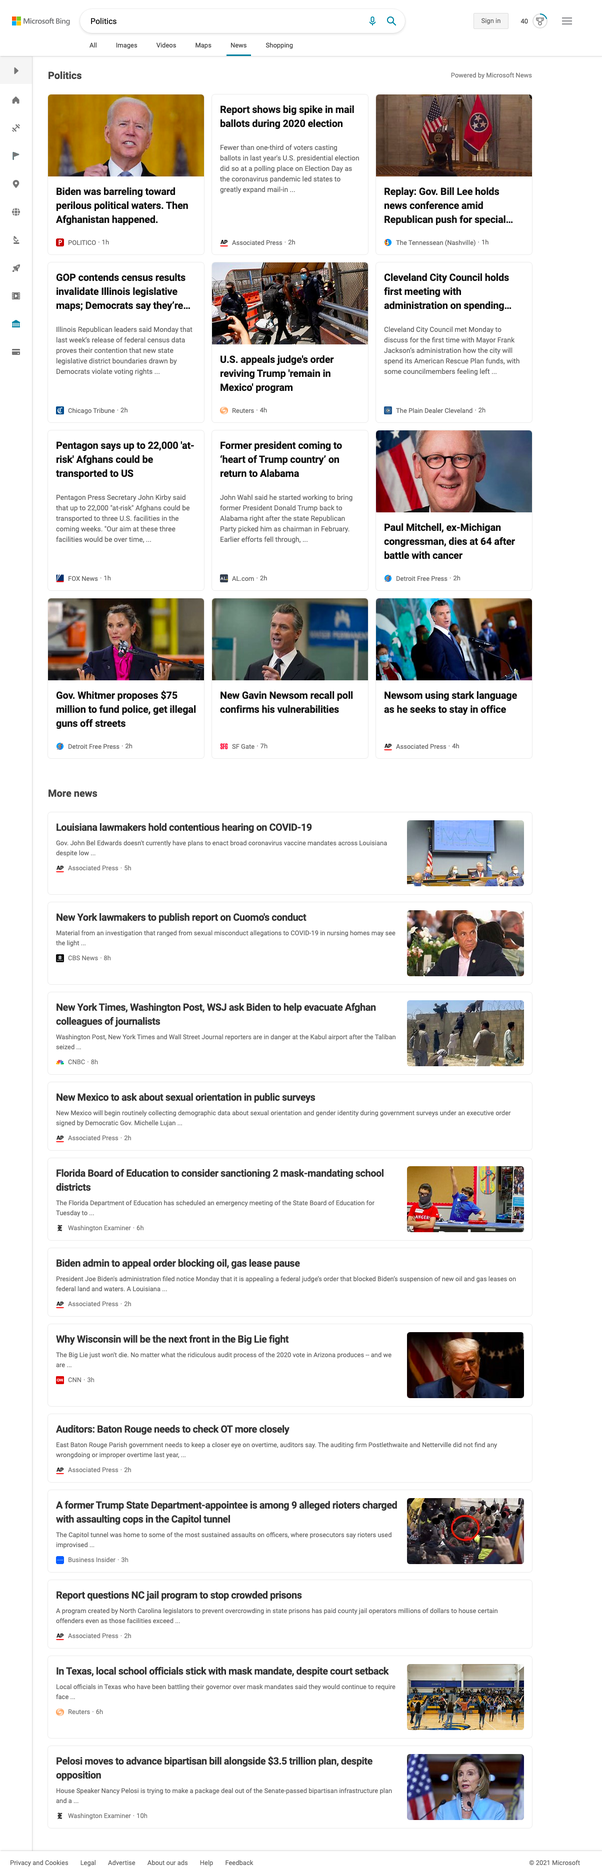 Microsoft Bing
Politics
Sign in
40
All Images Videos Maps News Shopping
Politics
Powered by Microsoft News
Biden was barreling toward
perilous political waters. Then
Afghanistan happened.
POLITICO · 1h
Report shows big spike in mail
ballots during 2020 election
Fewer than one-third of voters casting
ballots in last year's U.S. presidential election
did so at a polling place on Election Day as
the coronavirus pandemic led states to
greatly expand mail-in ...
AP Associated Press · 2h
Replay: Gov. Bill Lee holds
news conference amid
Republican push for special...
The Tennessean (Nashville) · 1h
GOP contends census results
invalidate Illinois legislative
maps; Democrats say they're...
Illinois Republican leaders said Monday that
last week's release of federal census data
proves their contention that new state
legislative district boundaries drawn by
Democrats violate voting rights ...
Chicago Tribune · 2h
U.S. appeals judge's order
reviving Trump 'remain in
Mexico' program
Reuters · 4h
Cleveland City Council holds
first meeting with
administration on spending...
Cleveland City Council met Monday to
discuss for the first time with Mayor Frank
Jackson's administration how the city will
spend its American Rescue Plan funds, with
some councilmembers feeling left ...
The Plain Dealer Cleveland · 2h
Pentagon says up to 22,000 'at-
risk' Afghans could be
transported to US
Pentagon Press Secretary John Kirby said
that up to 22,000 "at-risk" Afghans could be
transported to three U.S. facilities in the
coming weeks. "Our aim at these three
facilities would be over time, ...
FOX News · 1h
Former president coming to
'heart of Trump country' on
return to Alabama
John Wahl said he started working to bring
former President Donald Trump back to
Alabama right after the state Republican
Party picked him as chairman in February.
Earlier efforts fell through, ...
AL.com · 2h
Paul Mitchell, ex-Michigan
congressman, dies at 64 after
battle with cancer
Detroit Free Press · 2h
Gov. Whitmer proposes $75
million to fund police, get illegal
guns off streets
Detroit Free Press · 2h
New Gavin Newsom recall poll
confirms his vulnerabilities
SF Gate · 7h
Newsom using stark language
as he seeks to stay in office
AP Associated Press · 4h
More news
Louisiana lawmakers hold contentious hearing on COVID-19
Gov. John Bel Edwards doesn't currently have plans to enact broad coronavirus vaccine mandates across Louisiana
despite low ...
AP Associated Press · 5h
New York lawmakers to publish report on Cuomo's conduct
Material from an investigation that ranged from sexual misconduct allegations to COVID-19 in nursing homes may see
the light ...
CBS News · 8h
New York Times, Washington Post, WSJ ask Biden to help evacuate Afghan
colleagues of journalists
Washington Post, New York Times and Wall Street Journal reporters are in danger at the Kabul airport after the Taliban
seized ...
CNBC · 8h
New Mexico to ask about sexual orientation in public surveys
New Mexico will begin routinely collecting demographic data about sexual orientation and gender identity during government surveys under an executive order
signed by Democratic Gov. Michelle Lujan ...
AP Associated Press · 2h
Florida Board of Education to consider sanctioning 2 mask-mandating school
districts
The Florida Department of Education has scheduled an emergency meeting of the State Board of Education for
Tuesday to ...
Washington Examiner · 6h
Biden admin to appeal order blocking oil, gas lease pause
President Joe Biden's administration filed notice Monday that it is appealing a federal judge's order that blocked Biden's suspension of new oil and gas leases on
federal land and waters. A Louisiana ...
AP Associated Press · 2h
Why Wisconsin will be the next front in the Big Lie fight
The Big Lie just won't die. No matter what the ridiculous audit process of the 2020 vote in Arizona produces -- and we
are ...
CNN · 3h
Auditors: Baton Rouge needs to check OT more closely
East Baton Rouge Parish government needs to keep a closer eye on overtime, auditors say. The auditing firm Postlethwaite and Netterville did not find any
wrongdoing or improper overtime last year, ...
AP Associated Press · 2h
A former Trump State Department-appointee is among 9 alleged rioters charged
with assaulting cops in the Capitol tunnel
The Capitol tunnel was home to some of the most sustained assaults on officers, where prosecutors say rioters used
improvised ...
Business Insider · 3h
Report questions NC jail program to stop crowded prisons
A program created by North Carolina legislators to prevent overcrowding in state prisons has paid county jail operators millions of dollars to house certain
offenders even as those facilities exceed ...
AP Associated Press · 2h
In Texas, local school officials stick with mask mandate, despite court setback
Local officials in Texas who have been battling their governor over mask mandates said they would continue to require
face ...
Reuters · 6h
Pelosi moves to advance bipartisan bill alongside $3.5 trillion plan, despite
opposition
House Speaker Nancy Pelosi is trying to make a package deal out of the Senate-passed bipartisan infrastructure plan
and a ...
Washington Examiner · 10h
Privacy and Cookies Legal Advertise About our ads Help Feedback © 2021 Microsoft